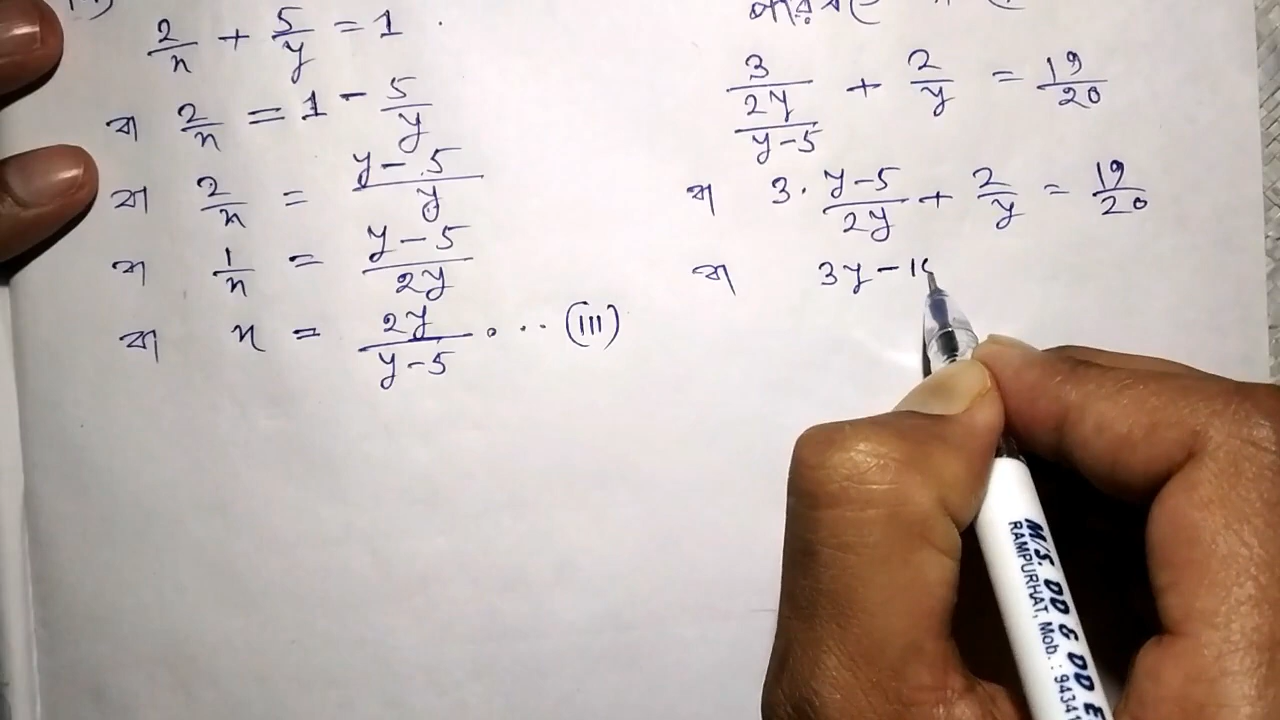 2/x + 5/y = 1
বা 2/x = 1 - 5/y
বা 2/x = (y-5)/y
বা 1/x = (y-5)/2y
বা x = 2y/(y-5) ... (III)
3/(2y/(y-5)) + 2/y = 19/20
বা 3 · (y-5)/2y + 2/y = 19/20
বা 3y - 1
M/S. DD & DD E
RAMPURHAT, Mob. : 9434